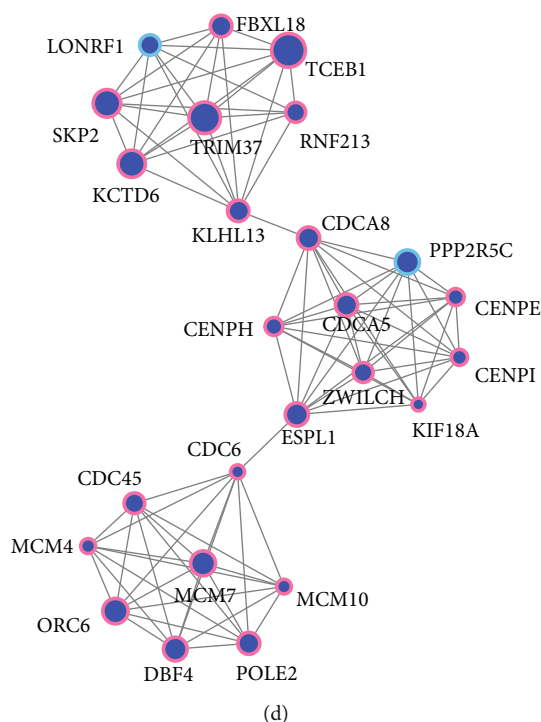 FBXL18
LONRF1
TCEB1
SKP2
TRIM37
RNF213
KCTD6
KLHL13
CDCA8
PPP2R5C
CENPE
CENPH
CDCA5
CENPI
ZWILCH
KIF18A
ESPL1
CDC6
CDC45
MCM4
MCM7
MCM10
ORC6
DBF4
POLE2
(d)